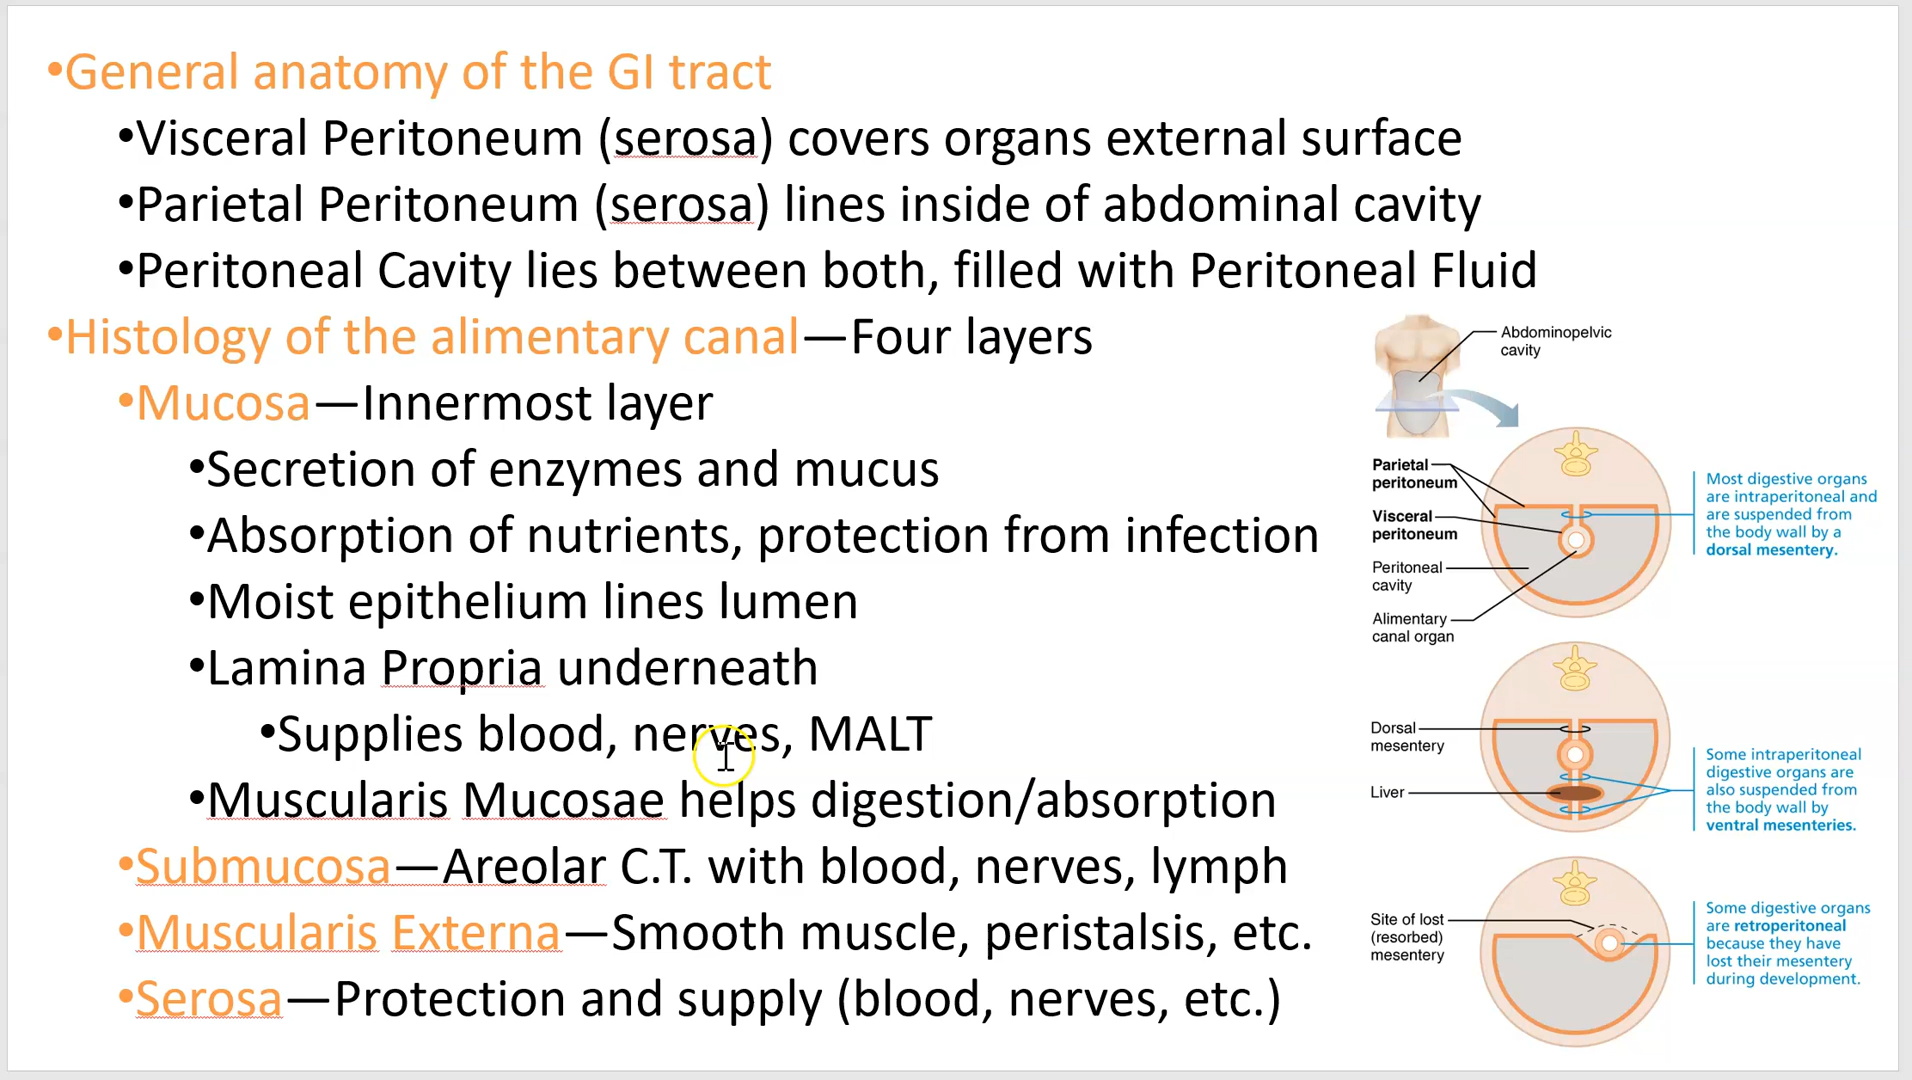 •General anatomy of the GI tract
•Visceral Peritoneum (serosa) covers organs external surface
•Parietal Peritoneum (serosa) lines inside of abdominal cavity
•Peritoneal Cavity lies between both, filled with Peritoneal Fluid
•Histology of the alimentary canal—Four layers
•Mucosa—Innermost layer
•Secretion of enzymes and mucus
•Absorption of nutrients, protection from infection
•Moist epithelium lines lumen
•Lamina Propria underneath
•Supplies blood, nerves, MALT
•Muscularis Mucosae helps digestion/absorption
•Submucosa—Areolar C.T. with blood, nerves, lymph
•Muscularis Externa—Smooth muscle, peristalsis, etc.
•Serosa—Protection and supply (blood, nerves, etc.)
Abdominopelvic
cavity
Parietal
peritoneum
Visceral
peritoneum
Peritoneal
cavity
Alimentary
canal organ
Most digestive organs
are intraperitoneal and
are suspended from
the body wall by a
dorsal mesentery.
Dorsal
mesentery
Liver
Some intraperitoneal
digestive organs are
also suspended from
the body wall by
ventral mesenteries.
Site of lost
(resorbed)
mesentery
Some digestive organs
are retroperitoneal
because they have
lost their mesentery
during development.